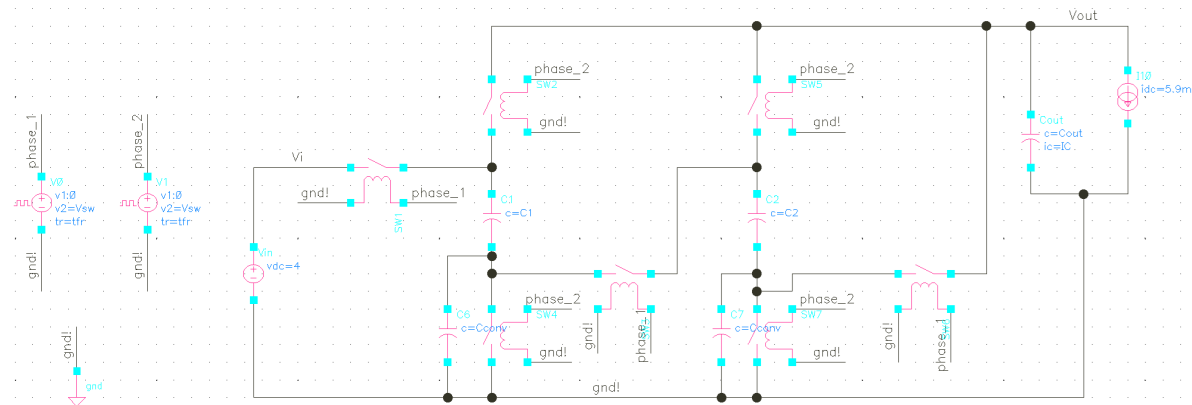 Vout
phase_2
SW2
gnd!
phase_2
SW5
gnd!
I10
idc=5.9m
Cout
c=Cout
ic=IC
phase_1
V0
v1:0
v2=Vsw
tr=tfr
gnd!
phase_2
V1
v1:0
v2=Vsw
tr=tfr
gnd!
Vi
gnd!
phase_1
SW1
C1
c=C1
C2
c=C2
Vin
vdc=4
C6
c=Cconv
phase_2
SW4
gnd!
gnd!
phase_1
C7
c=Cconv
phase_2
SW7
gnd!
gnd!
phase_1
gnd!
gnd
gnd!